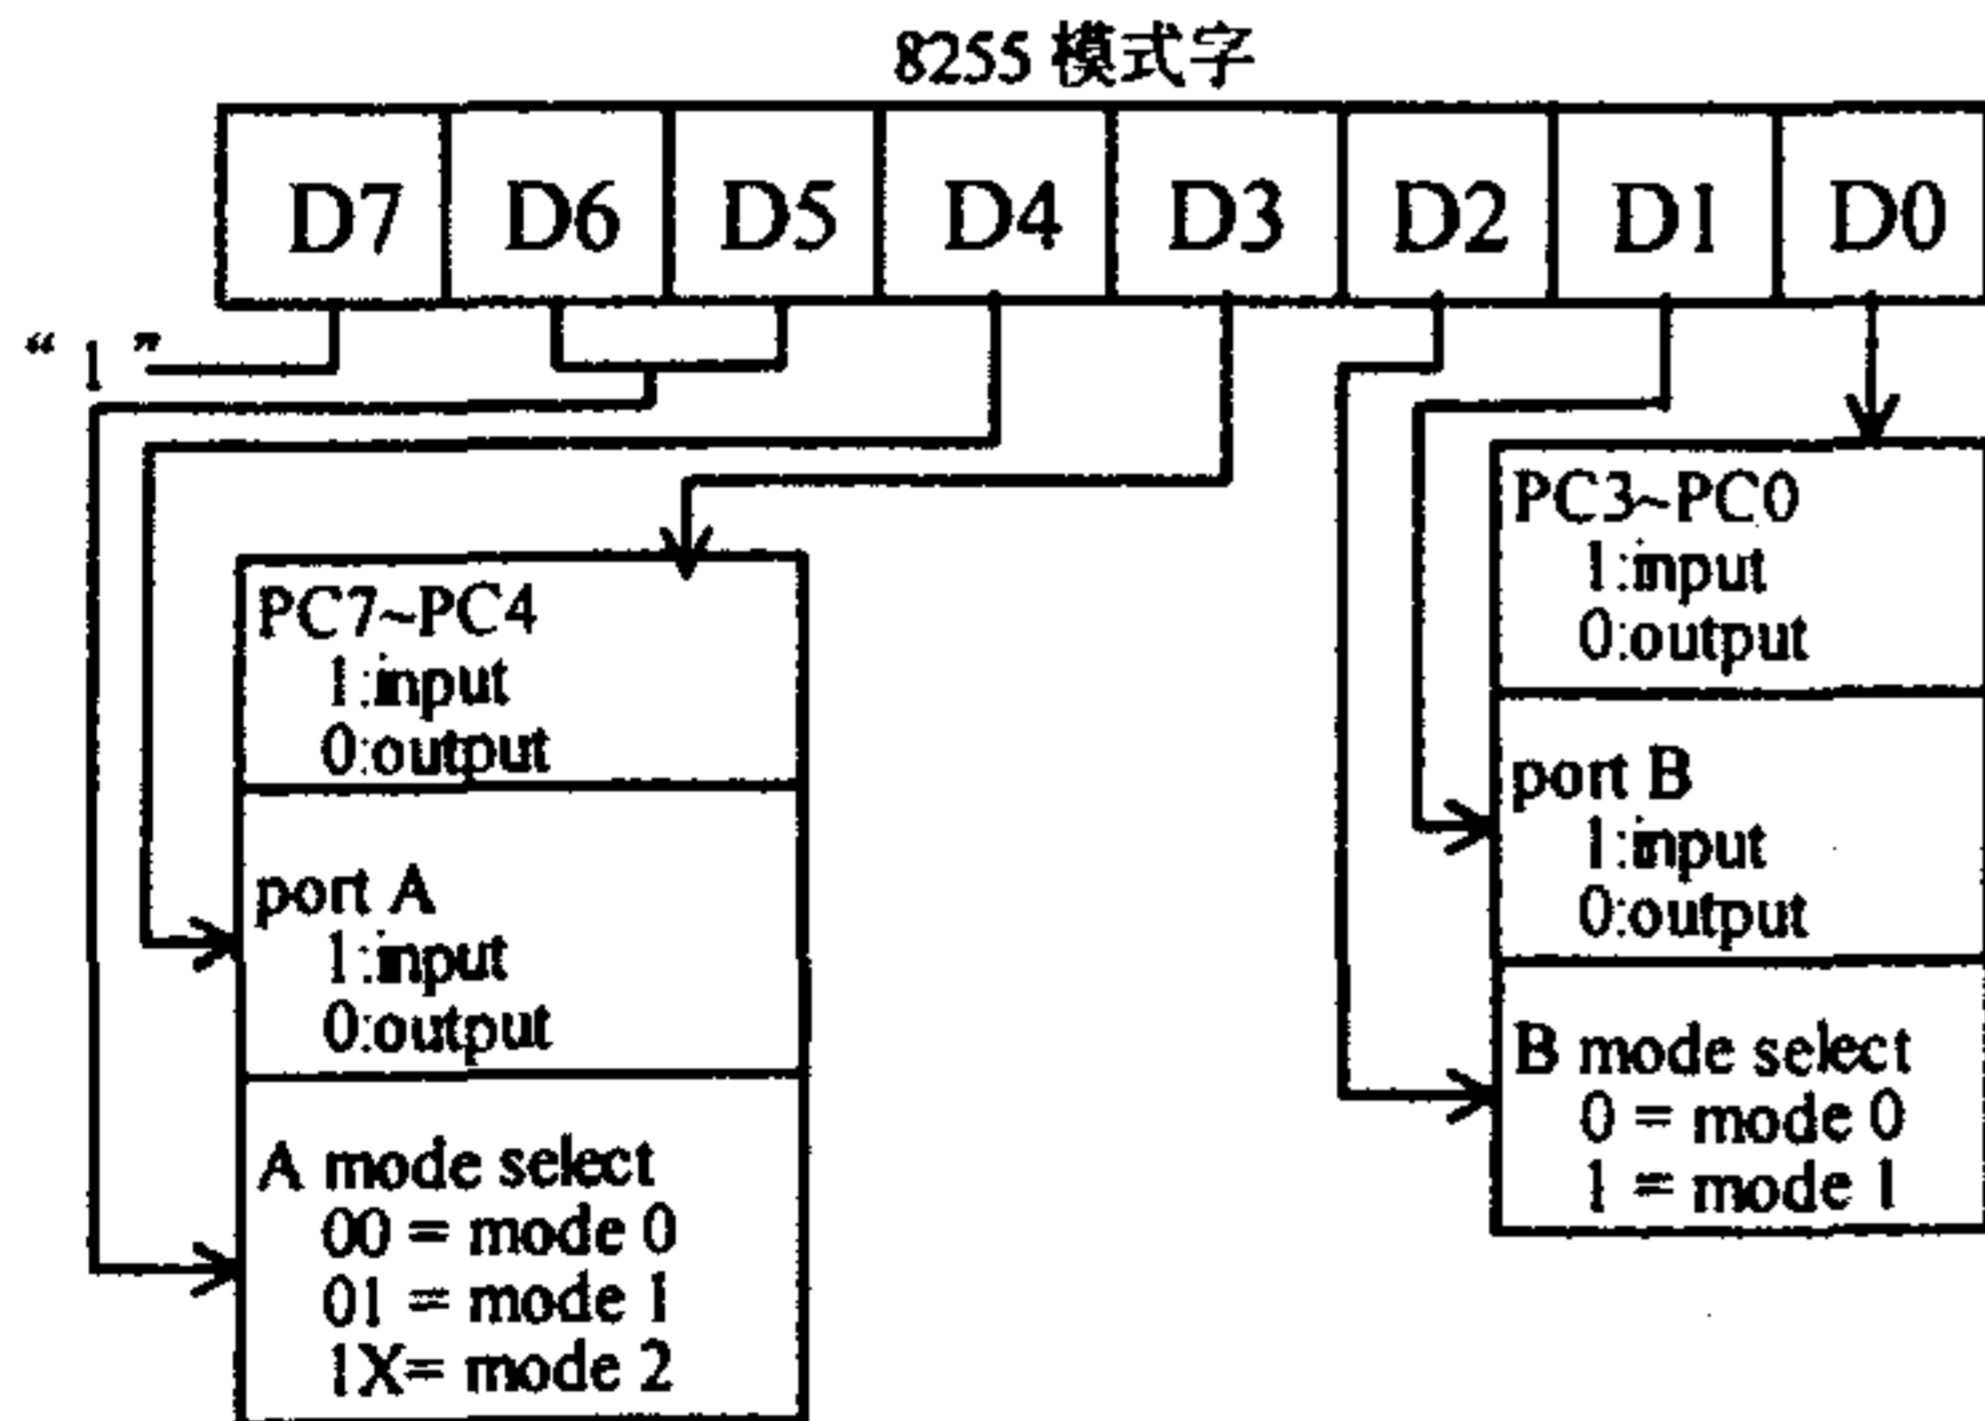 8255 模式字
D7 D6 D5 D4 D3 D2 D1 D0
“1”
PC7~PC4
1:input
0:output
port A
1:input
0:output
A mode select
00 = mode 0
01 = mode 1
1X= mode 2
PC3~PC0
1:input
0:output
port B
1:input
0:output
B mode select
0 = mode 0
1 = mode 1